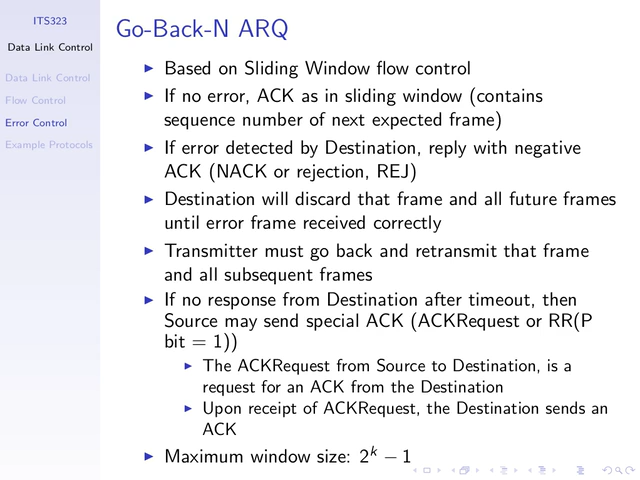 ITS323
Data Link Control
Data Link Control
Flow Control
Error Control
Example Protocols
Go-Back-N ARQ
▶ Based on Sliding Window flow control
▶ If no error, ACK as in sliding window (contains
sequence number of next expected frame)
▶ If error detected by Destination, reply with negative
ACK (NACK or rejection, REJ)
▶ Destination will discard that frame and all future frames
until error frame received correctly
▶ Transmitter must go back and retransmit that frame
and all subsequent frames
▶ If no response from Destination after timeout, then
Source may send special ACK (ACKRequest or RR(P
bit = 1))
▶ The ACKRequest from Source to Destination, is a
request for an ACK from the Destination
▶ Upon receipt of ACKRequest, the Destination sends an
ACK
▶ Maximum window size: 2^k − 1